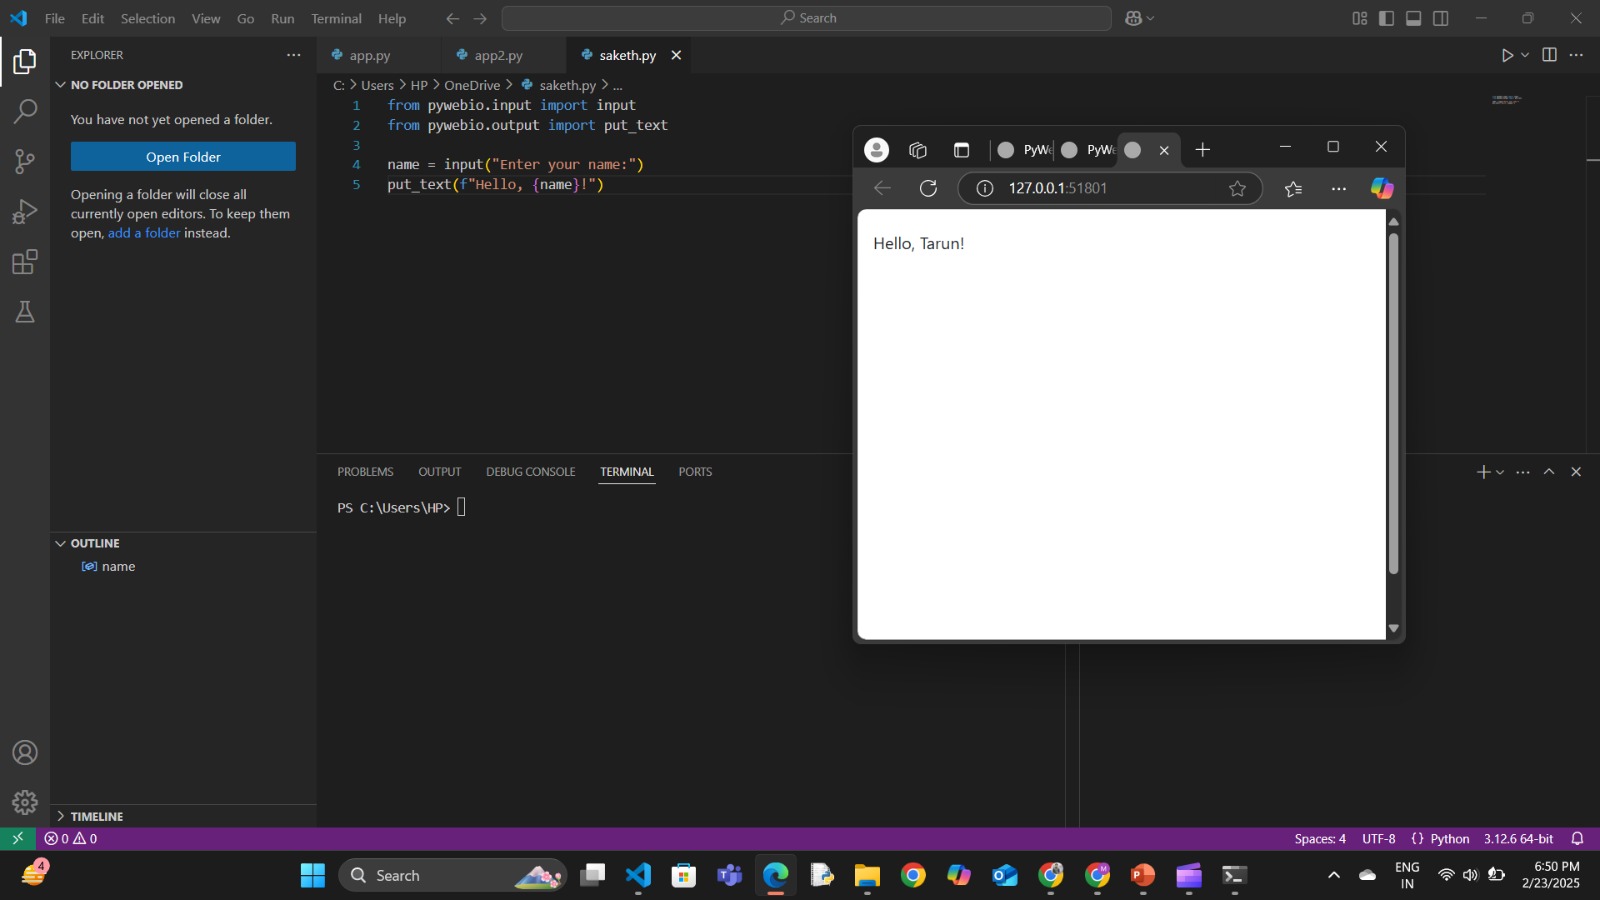 File Edit Selection View Go Run Terminal Help
Search
EXPLORER
NO FOLDER OPENED
You have not yet opened a folder.
Open Folder
Opening a folder will close all
currently open editors. To keep them
open, add a folder instead.
OUTLINE
name
TIMELINE
app.py app2.py saketh.py
C: > Users > HP > OneDrive > saketh.py > ...
1 from pywebio.input import input
2 from pywebio.output import put_text
3
4 name = input("Enter your name:")
5 put_text(f"Hello, {name}!")
PROBLEMS OUTPUT DEBUG CONSOLE TERMINAL PORTS
PS C:\Users\HP>
PyWe PyWe
127.0.0.1:51801
Hello, Tarun!
0 0
Spaces: 4 UTF-8 {} Python 3.12.6 64-bit
4
Search
ENG
IN
6:50 PM
2/23/2025